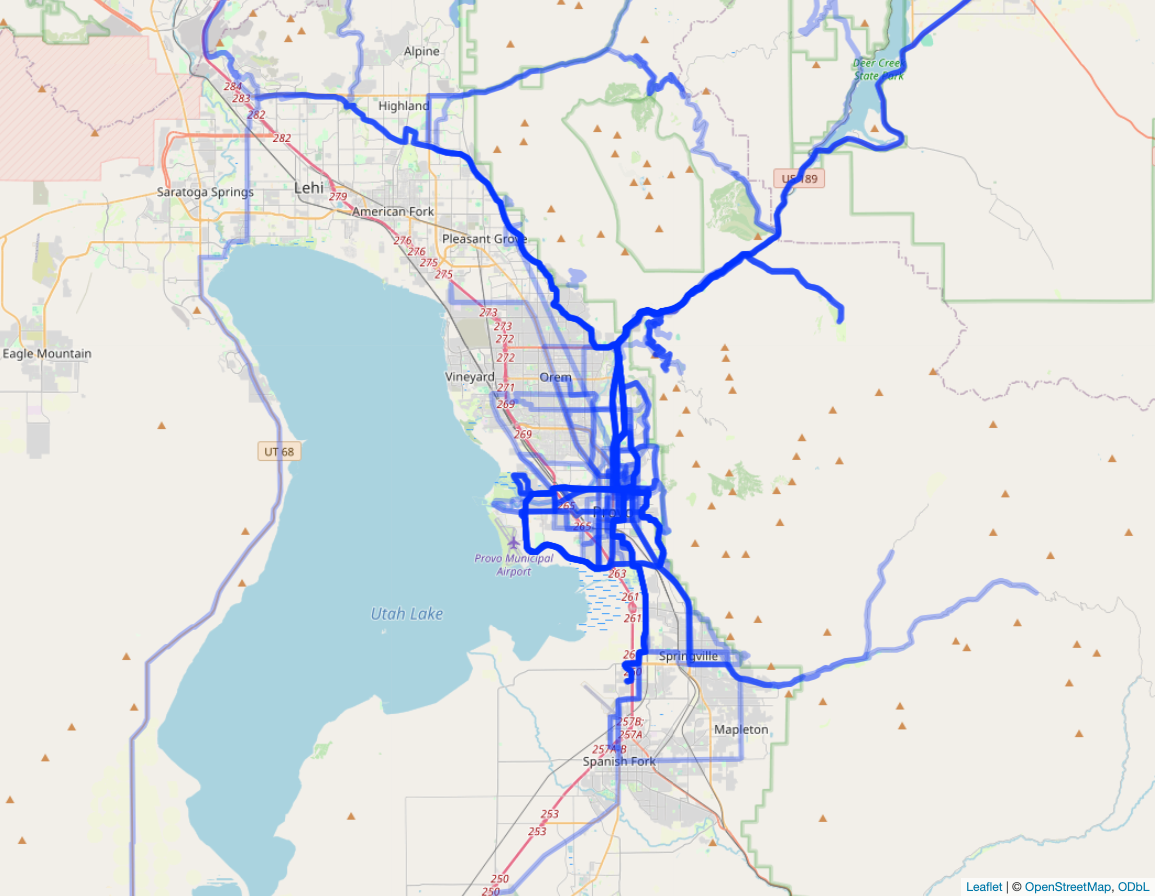 Alpine
Deer Creek
State Park
284
283
282
Highland
282
US 189
Saratoga Springs
Lehi
279
American Fork
276
276
275
275
Pleasant Grove
273
273
272
272
Eagle Mountain
Vineyard
Orem
271
269
269
UT 68
265
Provo Municipal
Airport
263
261
261
Utah Lake
Springville
260
257B
257A
Mapleton
257A-B
Spanish Fork
253
253
250
250
Leaflet | © OpenStreetMap, ODbL